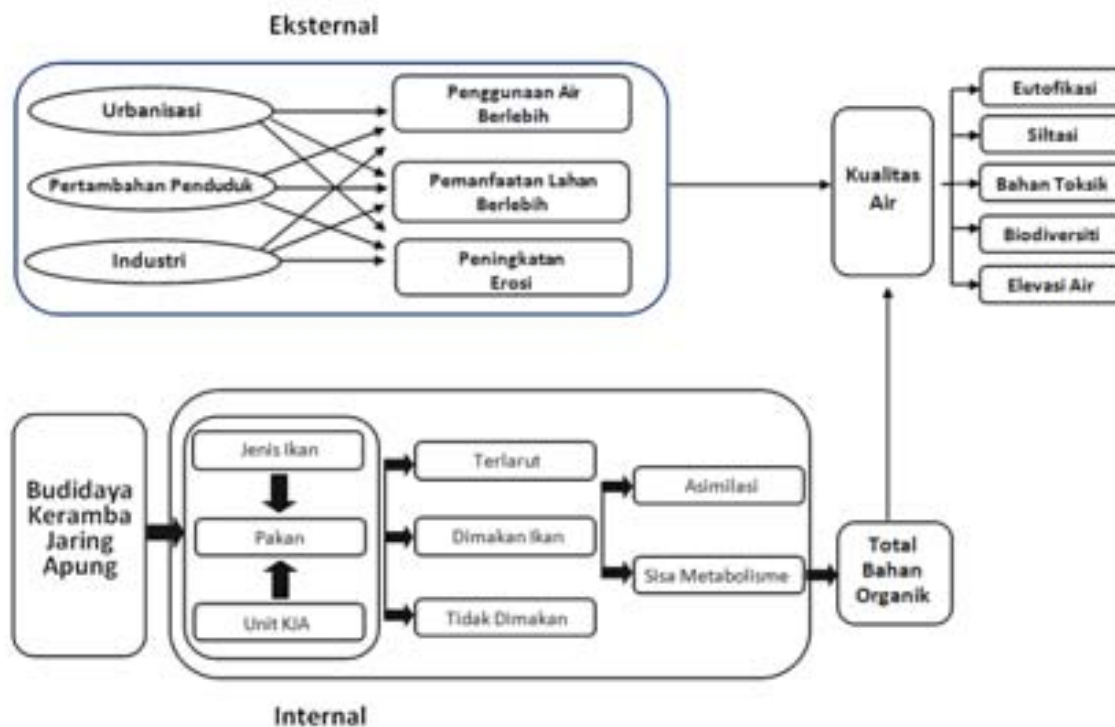 Eksternal
Urbanisasi
Pertambahan Penduduk
Industri
Penggunaan Air
Berlebih
Pemanfaatan Lahan
Berlebih
Peningkatan
Erosi
Kualitas
Air
Eutofikasi
Siltasi
Bahan Toksik
Biodiversiti
Elevasi Air
Budidaya
Keramba
Jaring
Apung
Jenis Ikan
Pakan
Unit KJA
Terlarut
Dimakan Ikan
Tidak Dimakan
Asimilasi
Sisa Metabolisme
Total
Bahan
Organik
Internal